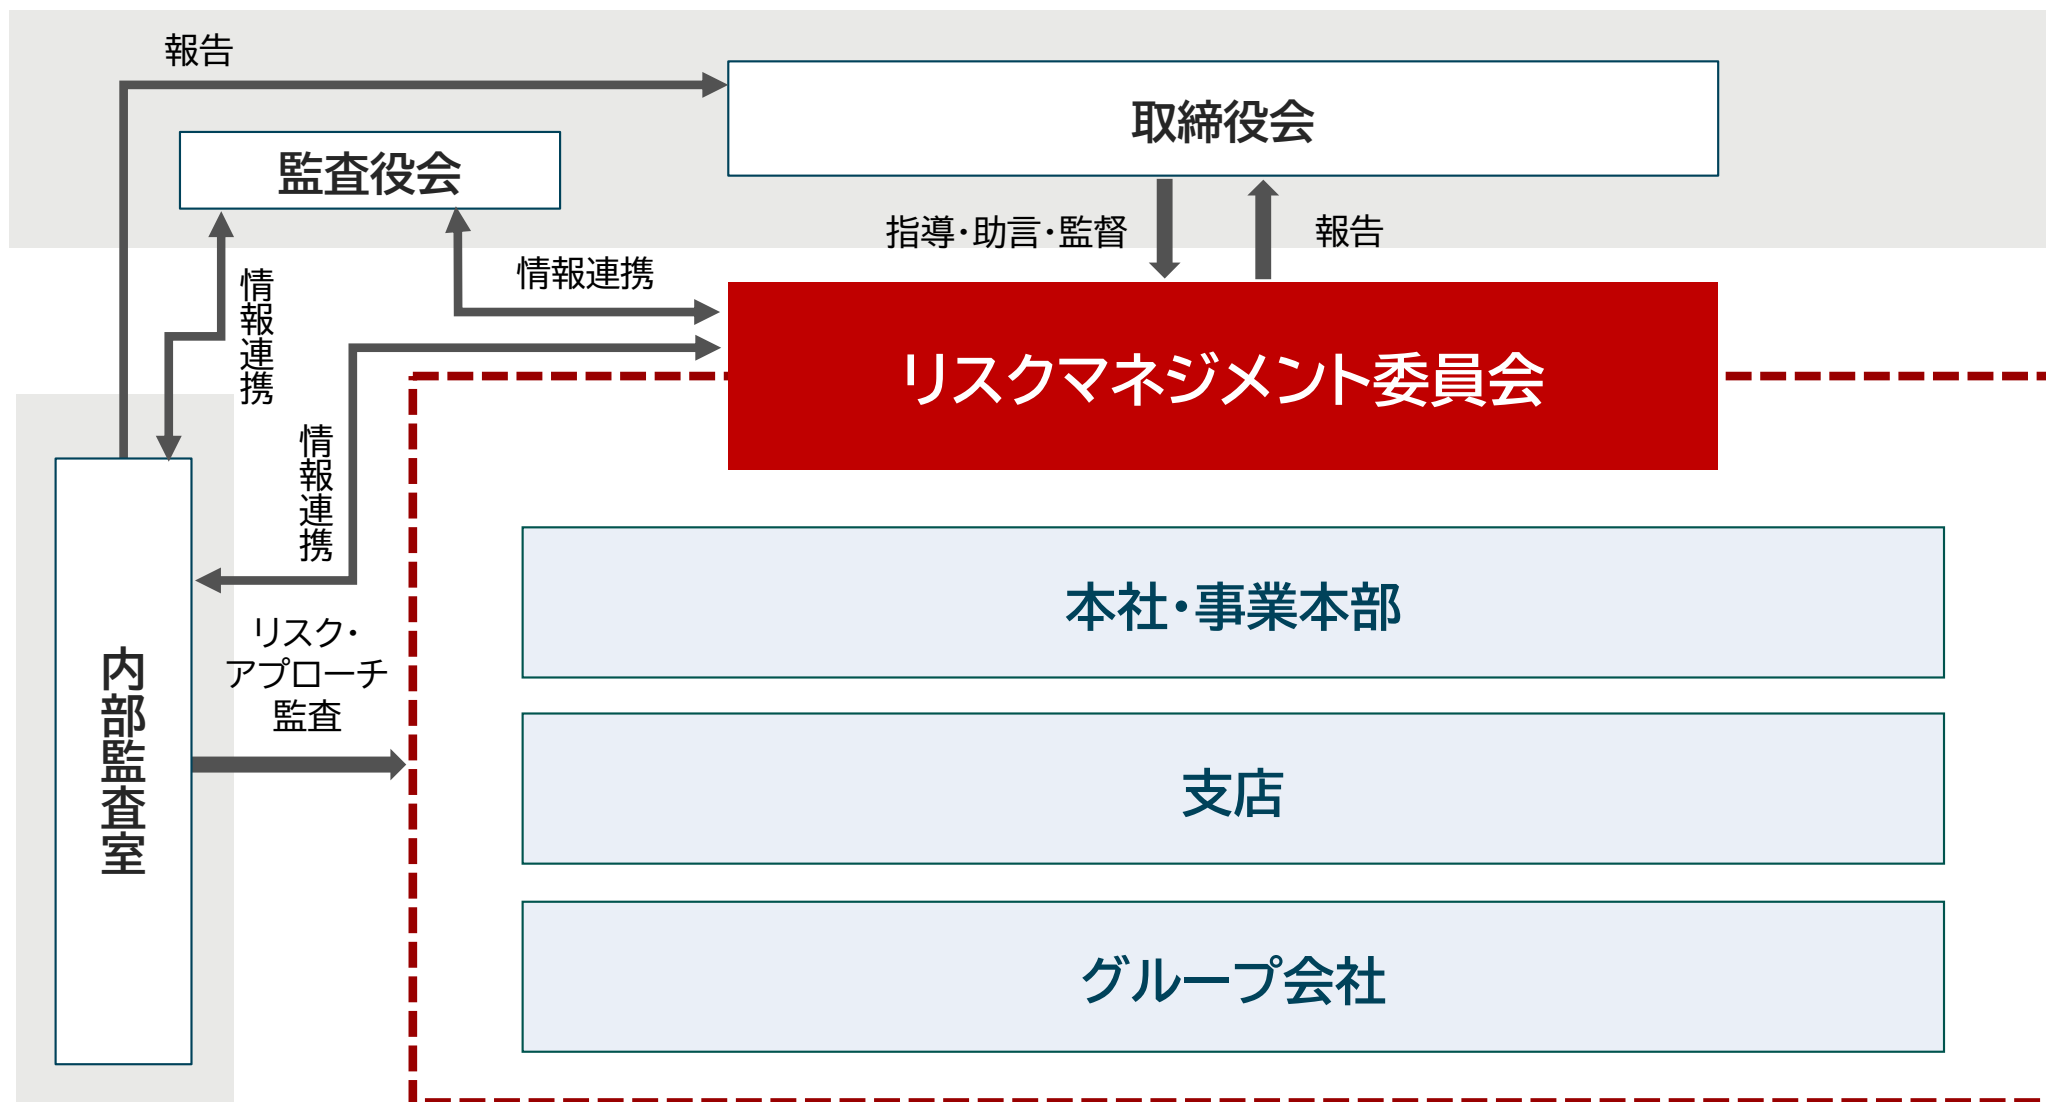 報告
取締役会
監査役会
指導・助言・監督
報告
情報連携
情報連携
リスクマネジメント委員会
情報連携
本社・事業本部
リスク・
アプローチ
監査
内部監査室
支店
グループ会社